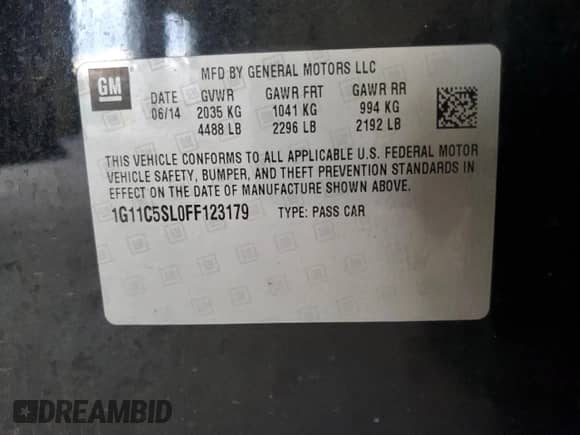 GM
MFD BY GENERAL MOTORS LLC
DATE GVWR GAWR FRT GAWR RR
06/14 2035 KG 1041 KG 994 KG
4488 LB 2296 LB 2192 LB
THIS VEHICLE CONFORMS TO ALL APPLICABLE U.S. FEDERAL MOTOR
VEHICLE SAFETY, BUMPER, AND THEFT PREVENTION STANDARDS IN
EFFECT ON THE DATE OF MANUFACTURE SHOWN ABOVE.
1G11C5SL0FF123179 TYPE: PASS CAR
DREAMBID